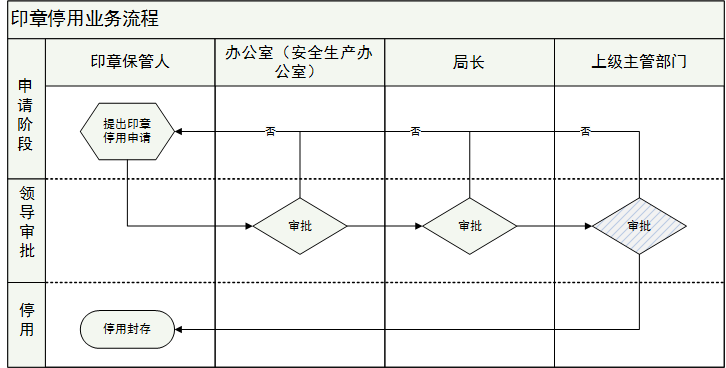 印章停用业务流程
印章保管人
办公室（安全生产办
公室）
局长
上级主管部门
申请阶段
提出印章
停用申请
否
否
否
领导审批
审批
审批
审批
停用
停用封存